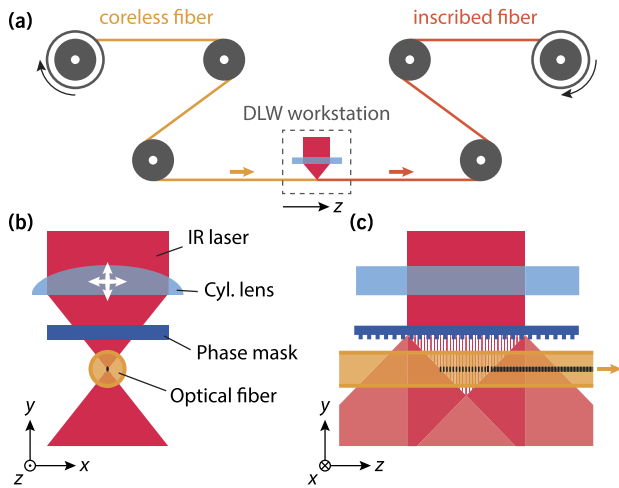 (a)
coreless fiber
inscribed fiber
DLW workstation
z
(b)
IR laser
Cyl. lens
Phase mask
Optical fiber
y
z
x
(c)
y
x
z